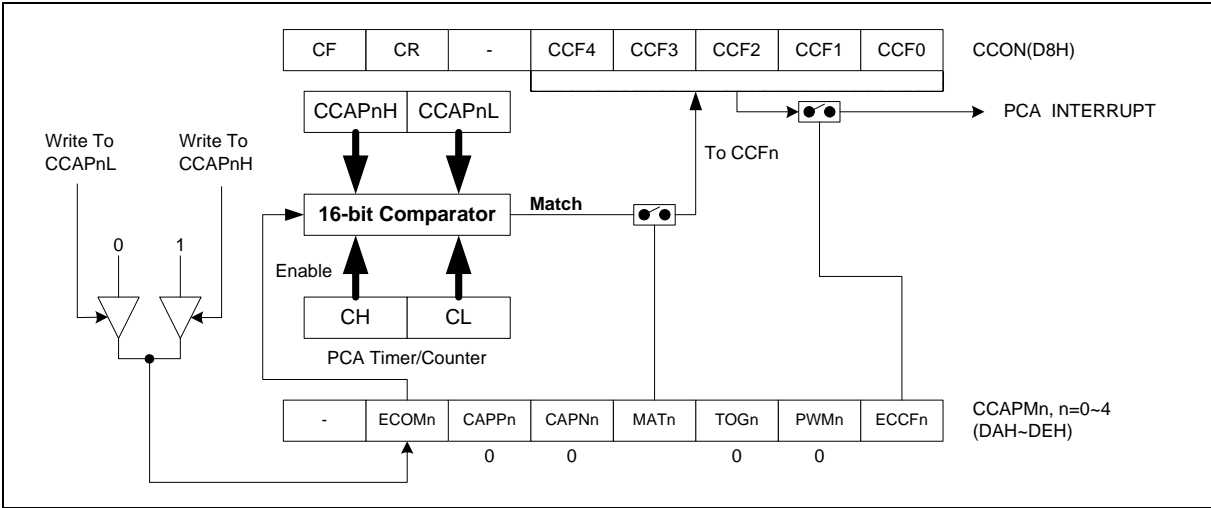 CF CR - CCF4 CCF3 CCF2 CCF1 CCF0 CCON(D8H)
CCAPnH CCAPnL
PCA INTERRUPT
Write To
CCAPnL
Write To
CCAPnH
To CCFn
16-bit Comparator
Match
0 1
Enable
CH CL
PCA Timer/Counter
- ECOMn CAPPn CAPNn MATn TOGn PWMn ECCFn
CCAPMn, n=0~4
(DAH~DEH)
0 0 0 0